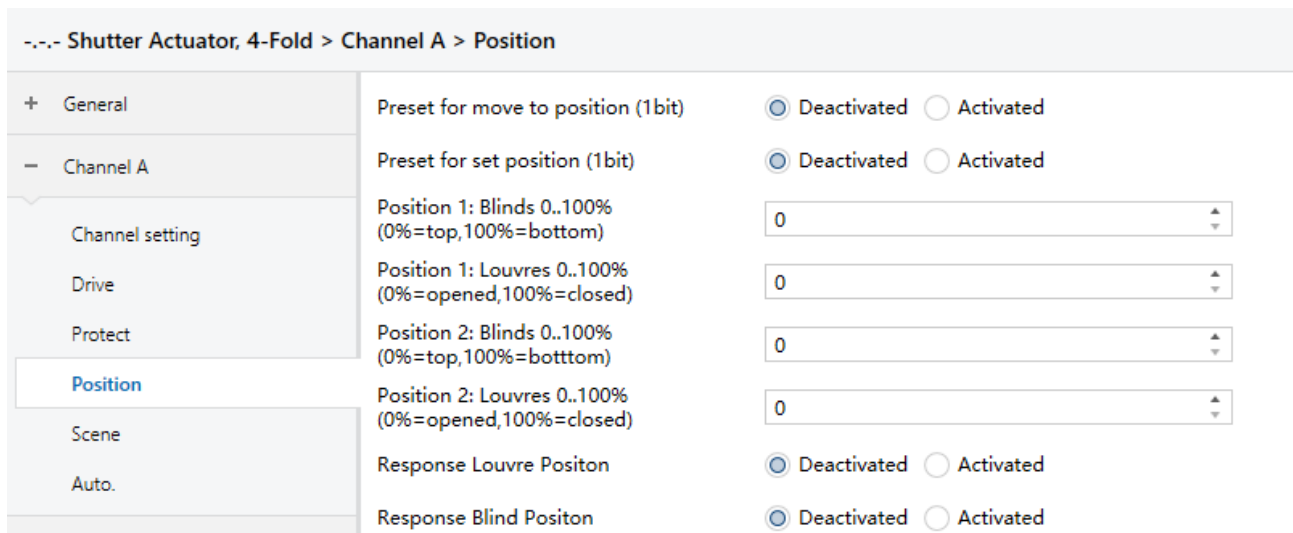 -.-.- Shutter Actuator, 4-Fold > Channel A > Position
+ General
− Channel A
Channel setting
Drive
Protect
Position
Scene
Auto.
Preset for move to position (1bit) Deactivated Activated
Preset for set position (1bit) Deactivated Activated
Position 1: Blinds 0..100%
(0%=top,100%=bottom)
0
Position 1: Louvres 0..100%
(0%=opened,100%=closed)
0
Position 2: Blinds 0..100%
(0%=top,100%=botttom)
0
Position 2: Louvres 0..100%
(0%=opened,100%=closed)
0
Response Louvre Positon Deactivated Activated
Response Blind Positon Deactivated Activated